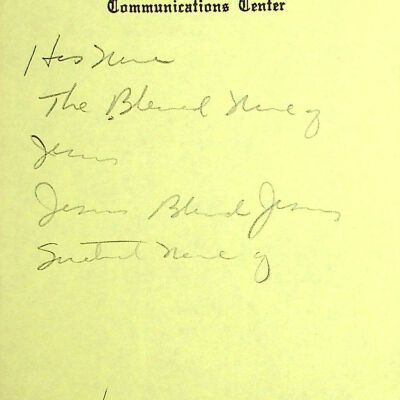 Communications Center
His Name
The Blessed Name of
Jesus
Jesus Blessed Jesus
Sweetest Name of